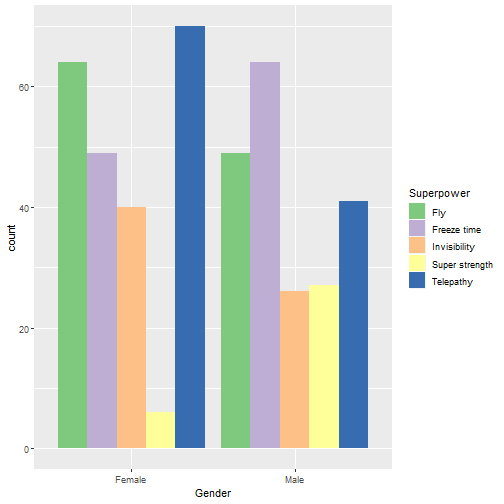 60
40
20
0
count
Female
Male
Gender
Superpower
Fly
Freeze time
Invisibility
Super strength
Telepathy